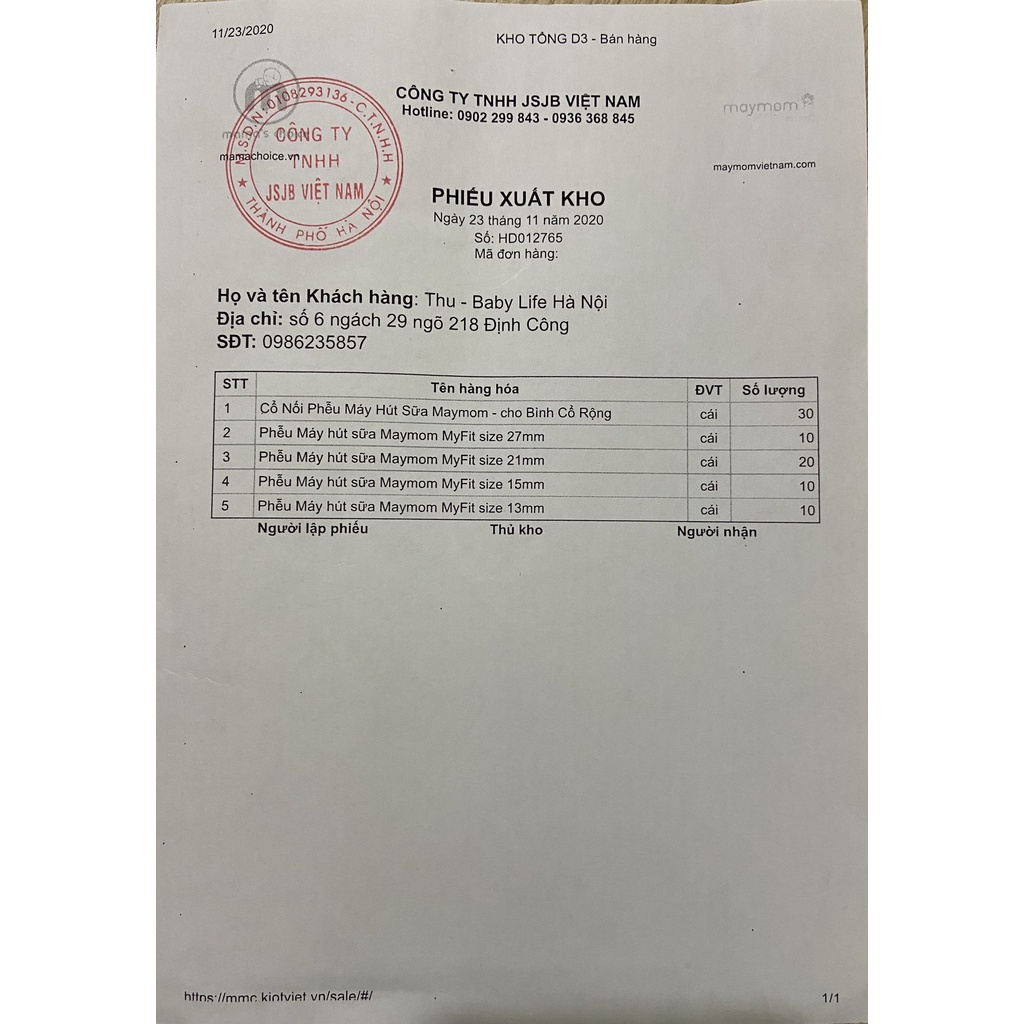 11/23/2020
KHO TỔNG D3 - Bán hàng
CÔNG TY TNHH JSJB VIỆT NAM
Hotline: 0902 299 843 - 0936 368 845
mama's choice
mamachoice.vn
M.S.D.N:0108293136-C.T.N.H.H
CÔNG TY
TNHH
JSJB VIỆT NAM
★ THÀNH PHỐ HÀ NỘI ★
maymom
maymomvietnam.com
PHIẾU XUẤT KHO
Ngày 23 tháng 11 năm 2020
Số: HD012765
Mã đơn hàng:
Họ và tên Khách hàng: Thu - Baby Life Hà Nội
Địa chỉ: số 6 ngách 29 ngõ 218 Định Công
SĐT: 0986235857
STT Tên hàng hóa ĐVT Số lượng
1 Cổ Nối Phễu Máy Hút Sữa Maymom - cho Bình Cổ Rộng cái 30
2 Phễu Máy hút sữa Maymom MyFit size 27mm cái 10
3 Phễu Máy hút sữa Maymom MyFit size 21mm cái 20
4 Phễu Máy hút sữa Maymom MyFit size 15mm cái 10
5 Phễu Máy hút sữa Maymom MyFit size 13mm cái 10
Người lập phiếu Thủ kho Người nhận
https://mmc.kiotviet.vn/sale/#/ 1/1